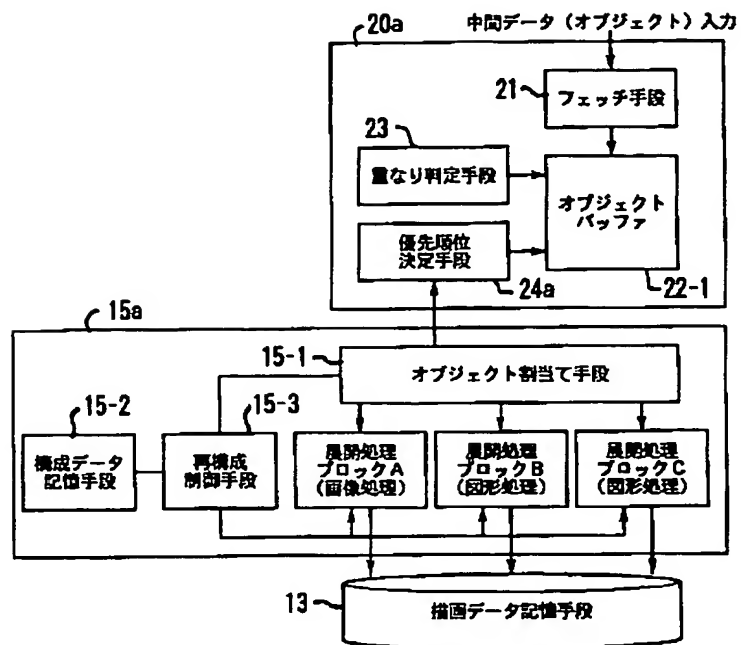 中間データ（オブジェクト）入力
20a
21
フェッチ手段
23
重なり判定手段
オブジェクト
バッファ
優先順位
決定手段
24a
22-1
15a
15-1
オブジェクト割当て手段
15-2
15-3
構成データ
記憶手段
再構成
制御手段
展開処理
ブロックA
(画像処理)
展開処理
ブロックB
(図形処理)
展開処理
ブロックC
(図形処理)
13
描画データ記憶手段